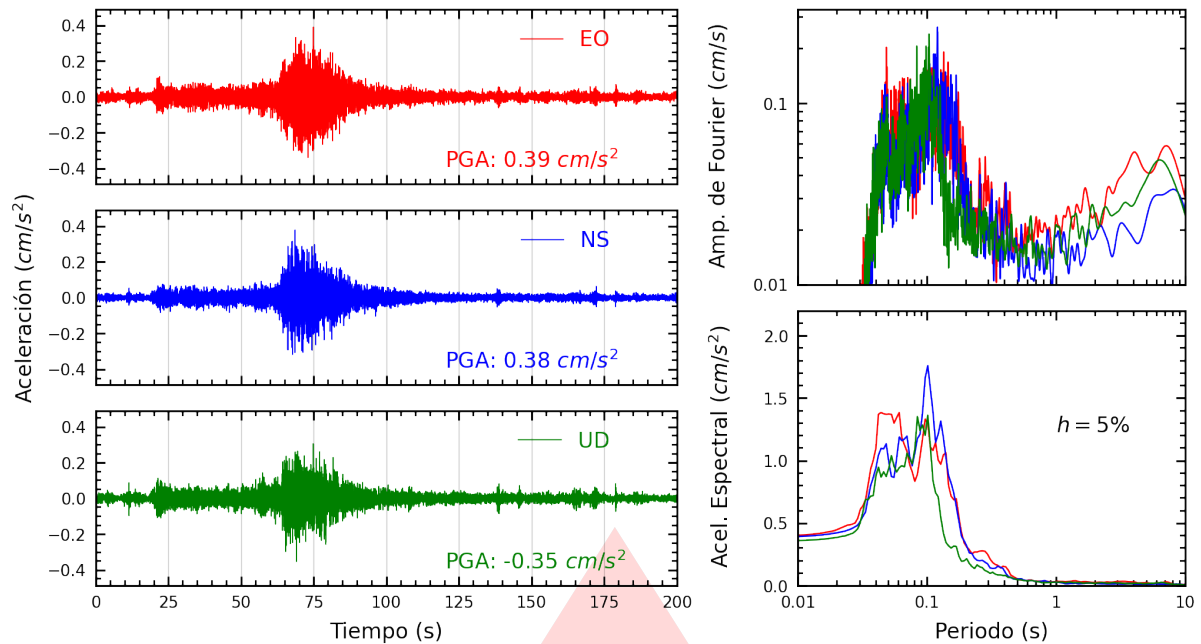 Aceleración (cm/s²)
0.4
0.2
0.0
−0.2
−0.4
EO
PGA: 0.39 cm/s²
0.4
0.2
0.0
−0.2
−0.4
NS
PGA: 0.38 cm/s²
0.4
0.2
0.0
−0.2
−0.4
UD
PGA: -0.35 cm/s²
0 25 50 75 100 125 150 175 200
Tiempo (s)
Amp. de Fourier (cm/s)
0.1
0.01
Acel. Espectral (cm/s²)
2.0
1.5
1.0
0.5
0.0
h = 5%
0.01 0.1 1 10
Periodo (s)